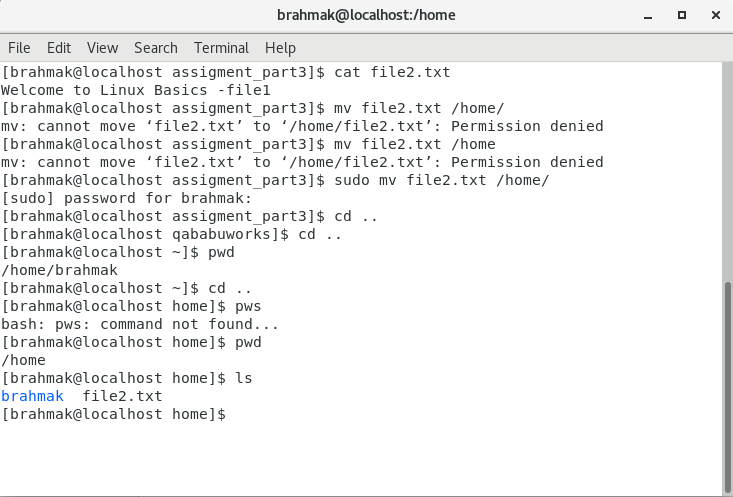 brahmak@localhost:/home
File Edit View Search Terminal Help
[brahmak@localhost assigment_part3]$ cat file2.txt
Welcome to Linux Basics -file1
[brahmak@localhost assigment_part3]$ mv file2.txt /home/
mv: cannot move ‘file2.txt’ to ‘/home/file2.txt’: Permission denied
[brahmak@localhost assigment_part3]$ mv file2.txt /home
mv: cannot move ‘file2.txt’ to ‘/home/file2.txt’: Permission denied
[brahmak@localhost assigment_part3]$ sudo mv file2.txt /home/
[sudo] password for brahmak:
[brahmak@localhost assigment_part3]$ cd ..
[brahmak@localhost qababuworks]$ cd ..
[brahmak@localhost ~]$ pwd
/home/brahmak
[brahmak@localhost ~]$ cd ..
[brahmak@localhost home]$ pws
bash: pws: command not found...
[brahmak@localhost home]$ pwd
/home
[brahmak@localhost home]$ ls
brahmak  file2.txt
[brahmak@localhost home]$